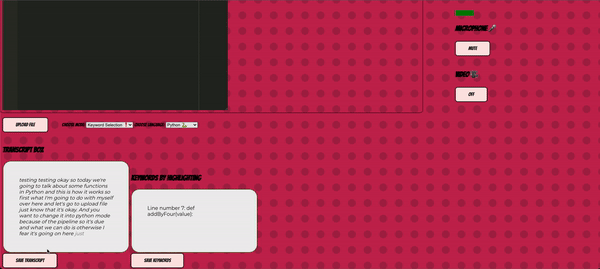 MICROPHONE
MUTE
VIDEO
OFF
UPLOAD FILE
Keyword Selection
Python
TRANSCRIPT BOX
testing testing okay so today we're
going to talk about some functions
in Python and this is how it works so
first what I'm going to do with myself
over here and let's go to upload file
just know that it's okay. And you
want to change it into python mode
because of the pipeline so it's due
and what we can do is otherwise I
fear it's going on here just
KEYWORDS BY HIGHLIGHTING
Line number 7: def
addByFour(value):
SAVE TRANSCRIPT
SAVE KEYWORDS